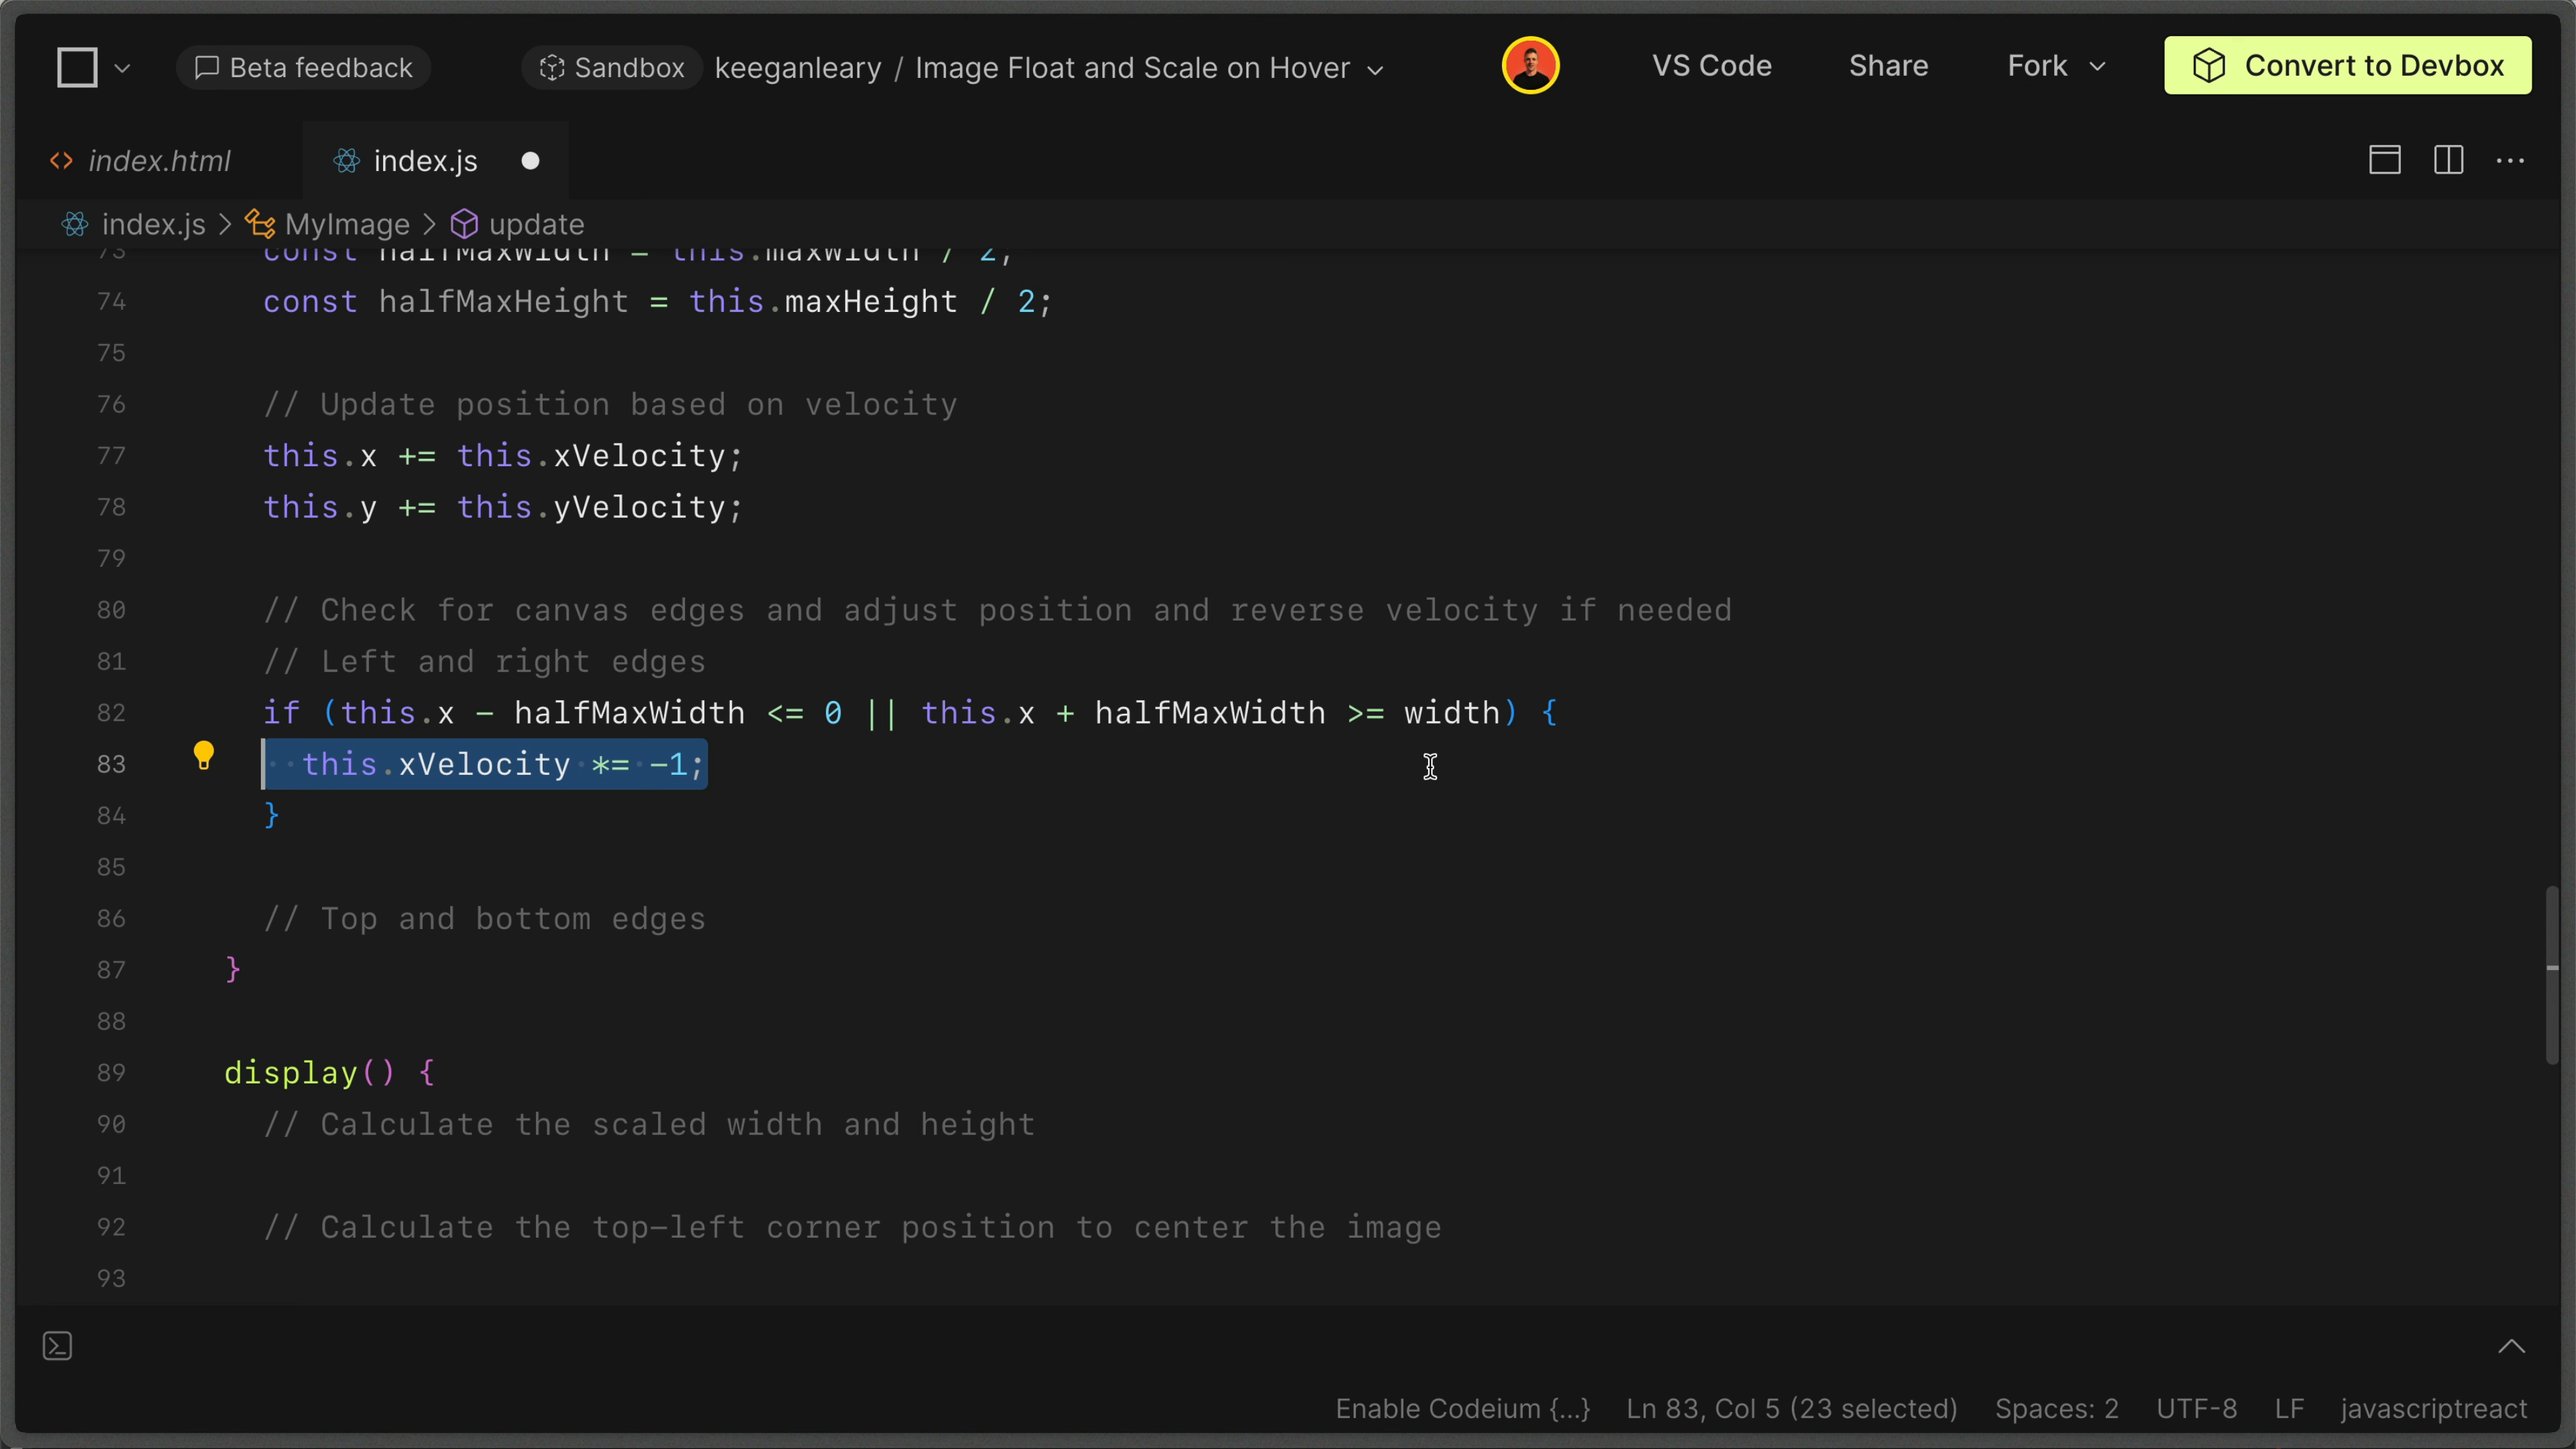 Beta feedback
Sandbox keeganleary / Image Float and Scale on Hover
VS Code
Share
Fork
Convert to Devbox
index.html
index.js
index.js > MyImage > update
73 const halfMaxWidth = this.maxWidth / 2;
74 const halfMaxHeight = this.maxHeight / 2;
75
76 // Update position based on velocity
77 this.x += this.xVelocity;
78 this.y += this.yVelocity;
79
80 // Check for canvas edges and adjust position and reverse velocity if needed
81 // Left and right edges
82 if (this.x - halfMaxWidth <= 0 || this.x + halfMaxWidth >= width) {
83 this.xVelocity *= -1;
84 }
85
86 // Top and bottom edges
87 }
88
89 display() {
90 // Calculate the scaled width and height
91
92 // Calculate the top-left corner position to center the image
93
Enable Codeium {...} Ln 83, Col 5 (23 selected) Spaces: 2 UTF-8 LF javascriptreact